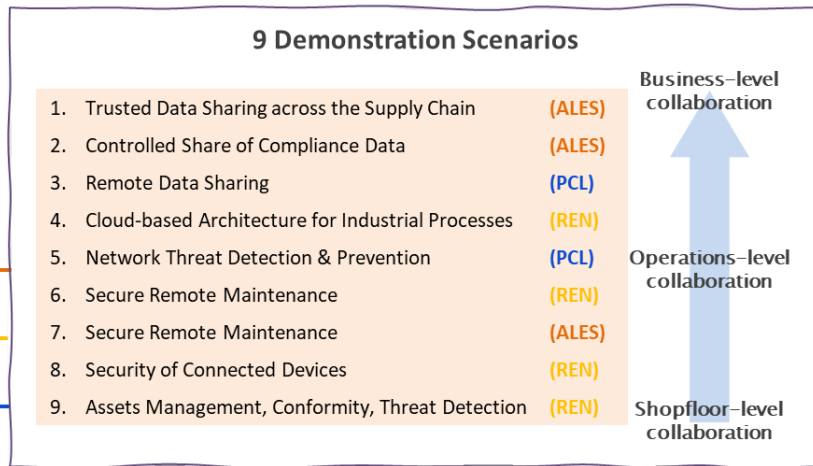 9 Demonstration Scenarios
1. Trusted Data Sharing across the Supply Chain (ALES)
2. Controlled Share of Compliance Data (ALES)
3. Remote Data Sharing (PCL)
4. Cloud-based Architecture for Industrial Processes (REN)
5. Network Threat Detection & Prevention (PCL)
6. Secure Remote Maintenance (REN)
7. Secure Remote Maintenance (ALES)
8. Security of Connected Devices (REN)
9. Assets Management, Conformity, Threat Detection (REN)
Business-level
collaboration
Operations-level
collaboration
Shopfloor-level
collaboration